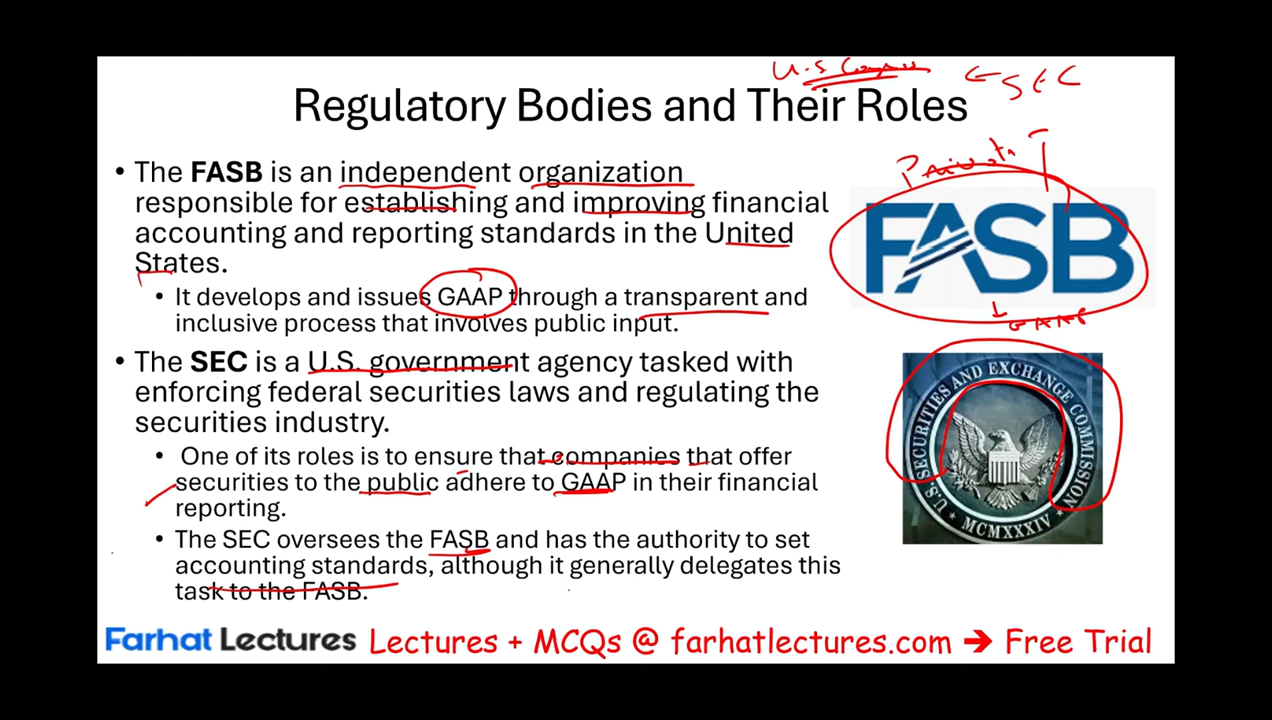 U.S Congress ← SEC
Regulatory Bodies and Their Roles
Private
• The FASB is an independent organization
responsible for establishing and improving financial
accounting and reporting standards in the United
States.
FASB
• It develops and issues GAAP through a transparent and
inclusive process that involves public input.
↓ GAAP
• The SEC is a U.S. government agency tasked with
enforcing federal securities laws and regulating the
securities industry.
U.S. SECURITIES AND EXCHANGE COMMISSION
MCMXXXIV
• One of its roles is to ensure that companies that offer
securities to the public adhere to GAAP in their financial
reporting.
• The SEC oversees the FASB and has the authority to set
accounting standards, although it generally delegates this
task to the FASB.
Farhat Lectures Lectures + MCQs @ farhatlectures.com → Free Trial